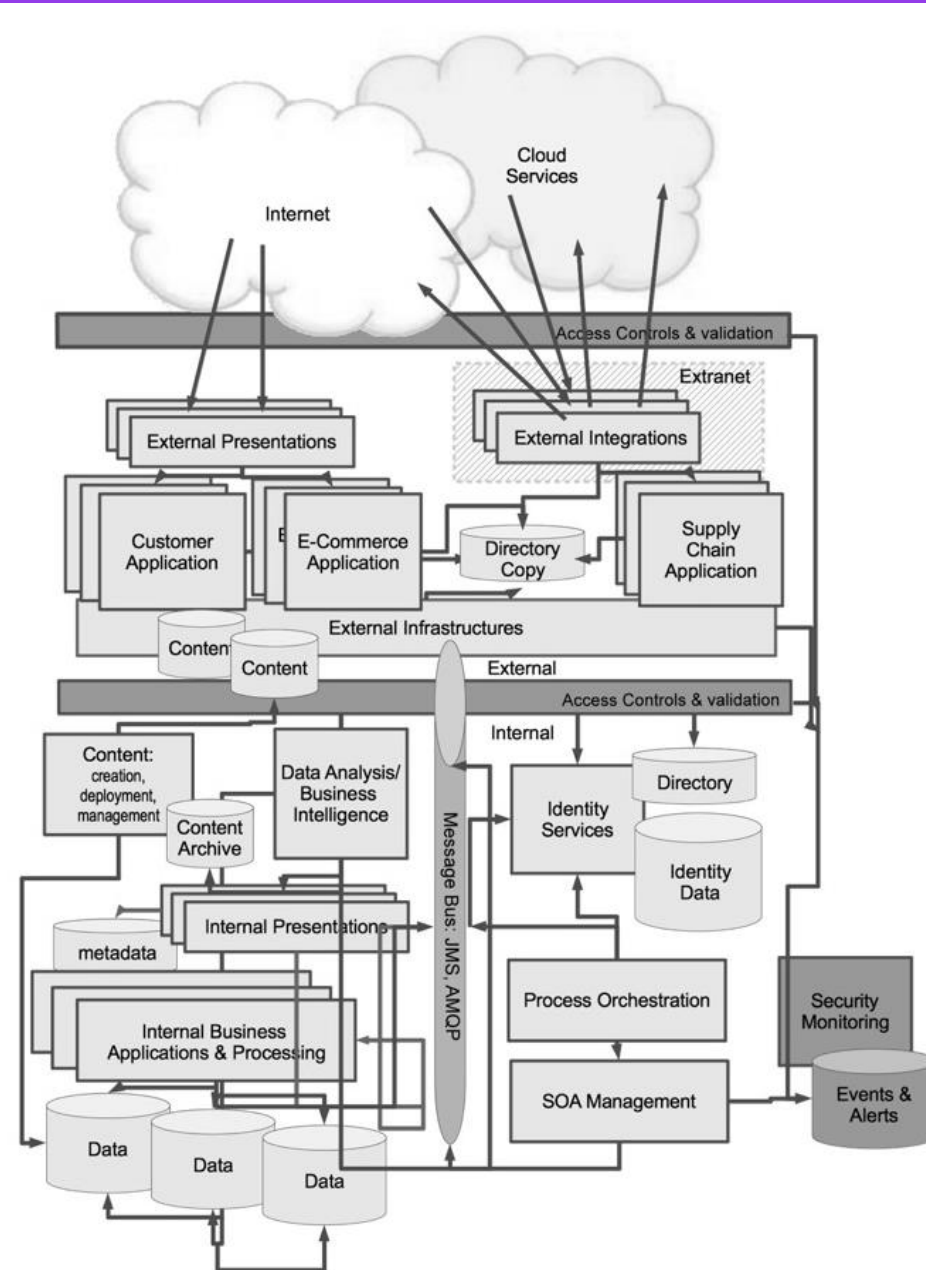 Cloud
Services
Internet
Access Controls & validation
Extranet
External Presentations
External Integrations
Customer
Application
E
E-Commerce
Application
Directory
Copy
Supply
Chain
Application
External Infrastructures
Content
Content
External
Access Controls & validation
Internal
Content:
creation,
deployment,
management
Data Analysis/
Business
Intelligence
Identity
Services
Directory
Content
Archive
Identity
Data
Message Bus: JMS, AMQP
Internal Presentations
metadata
Process Orchestration
Security
Monitoring
Internal Business
Applications & Processing
SOA Management
Events &
Alerts
Data
Data
Data